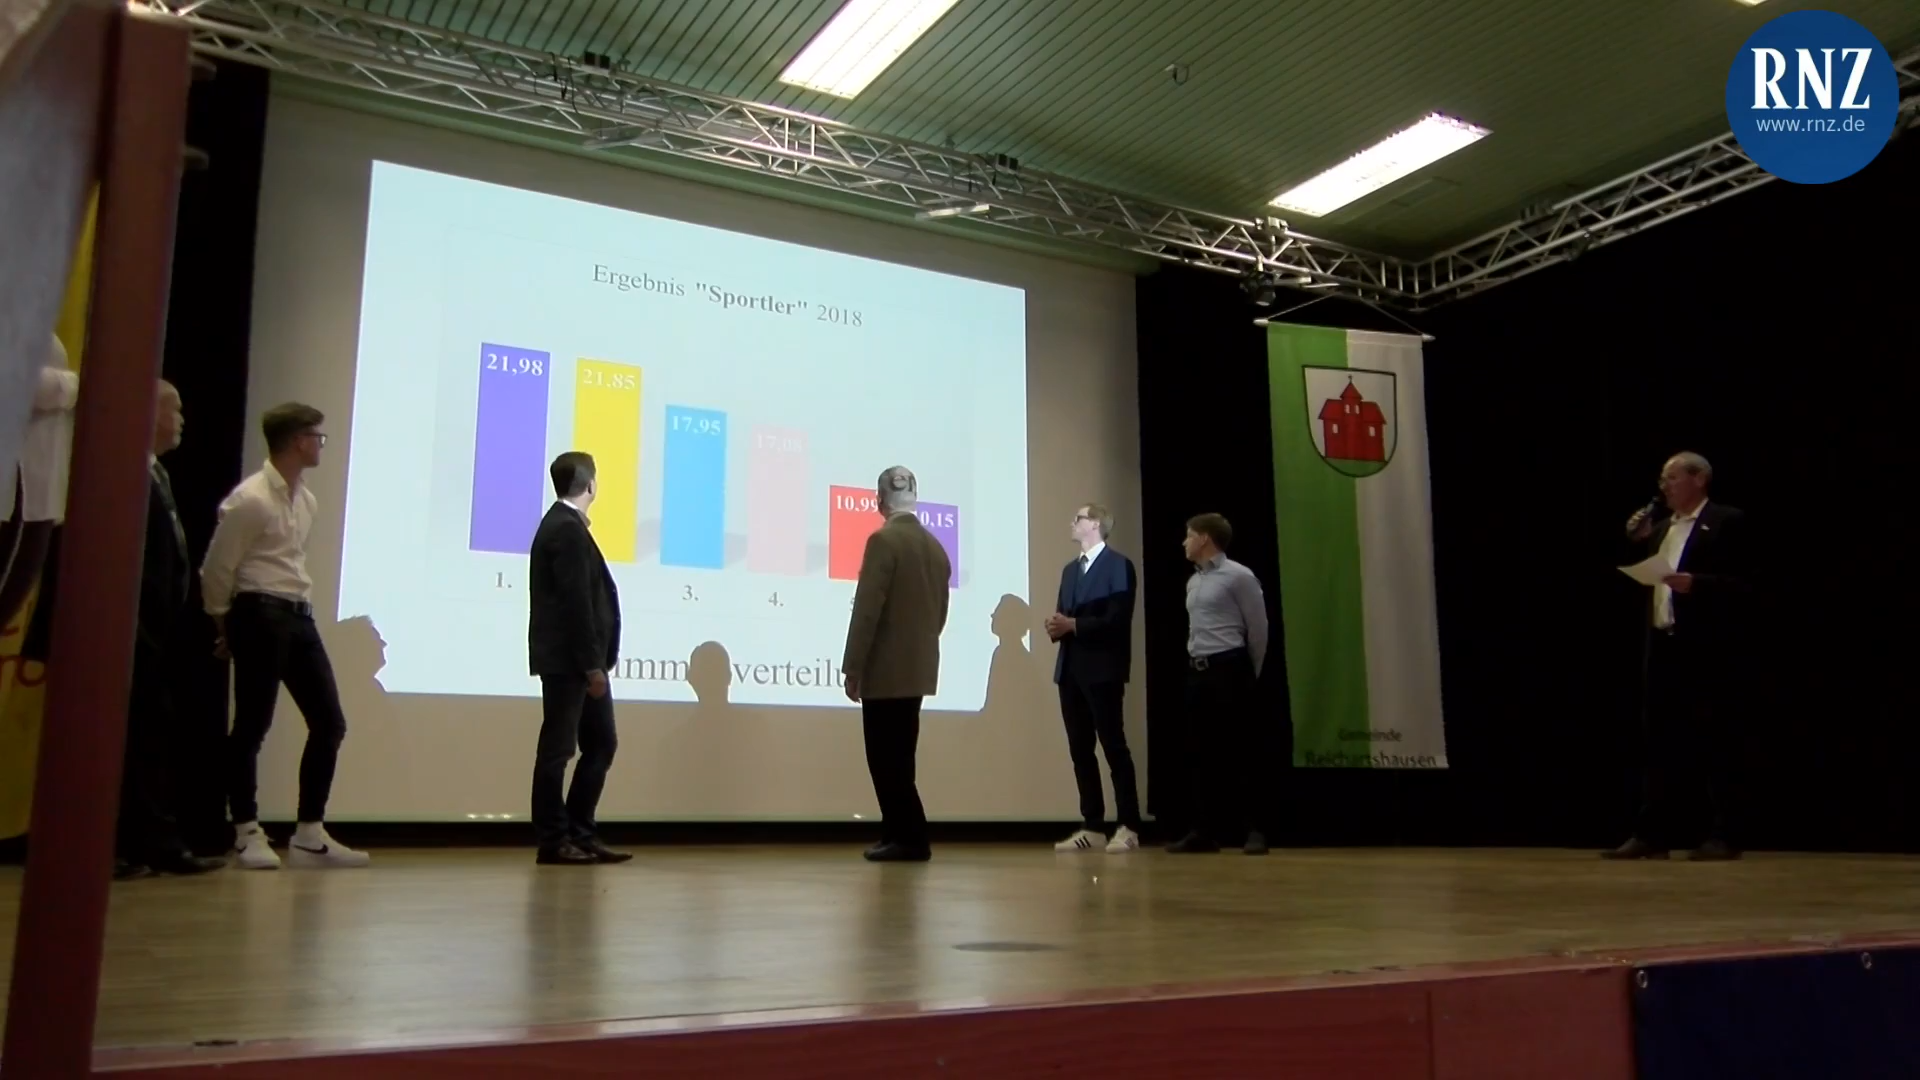 RNZ
www.rnz.de
Ergebnis "Sportler" 2018
21,98
21,85
17,95
17,08
10,99
1.
3.
4.
Gemeinde
Reichartshausen